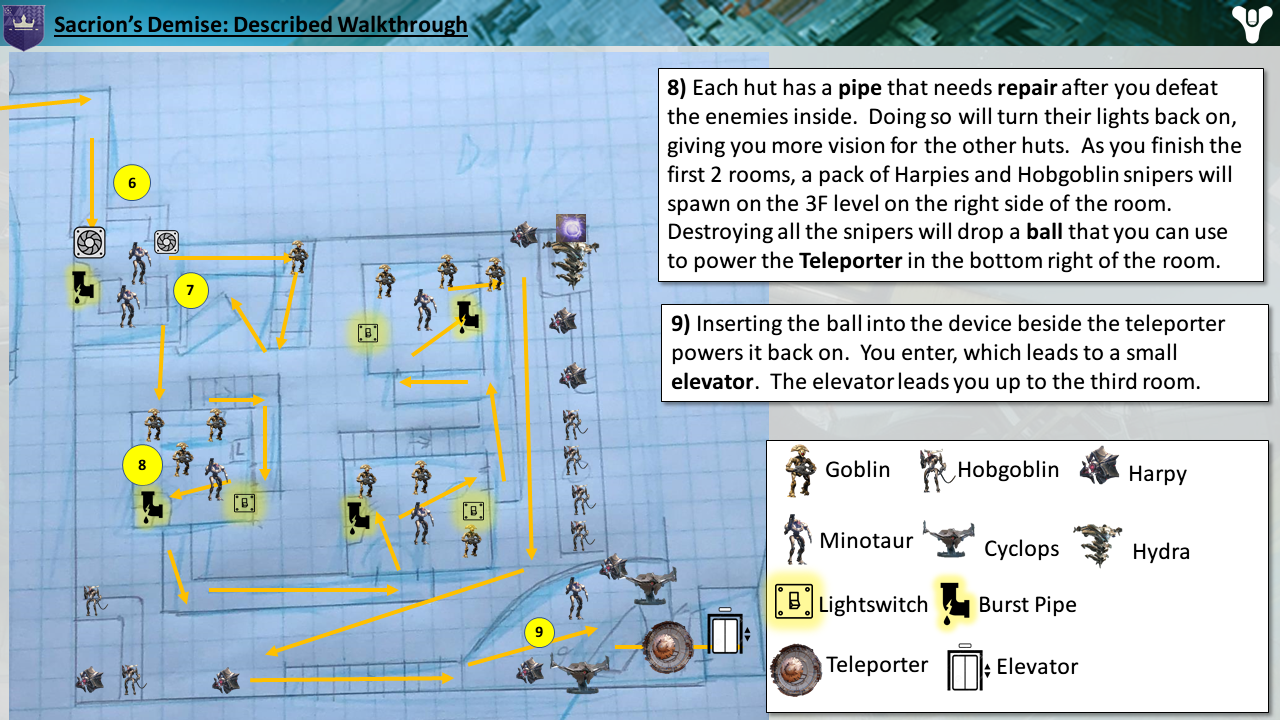 Sacrion's Demise: Described Walkthrough
8) Each hut has a pipe that needs repair after you defeat
the enemies inside.  Doing so will turn their lights back on,
giving you more vision for the other huts.  As you finish the
first 2 rooms, a pack of Harpies and Hobgoblin snipers will
spawn on the 3F level on the right side of the room.
Destroying all the snipers will drop a ball that you can use
to power the Teleporter in the bottom right of the room.
9) Inserting the ball into the device beside the teleporter
powers it back on.  You enter, which leads to a small
elevator.  The elevator leads you up to the third room.
6
7
8
9
Goblin
Hobgoblin
Harpy
Minotaur
Cyclops
Hydra
Lightswitch
Burst Pipe
Teleporter
Elevator